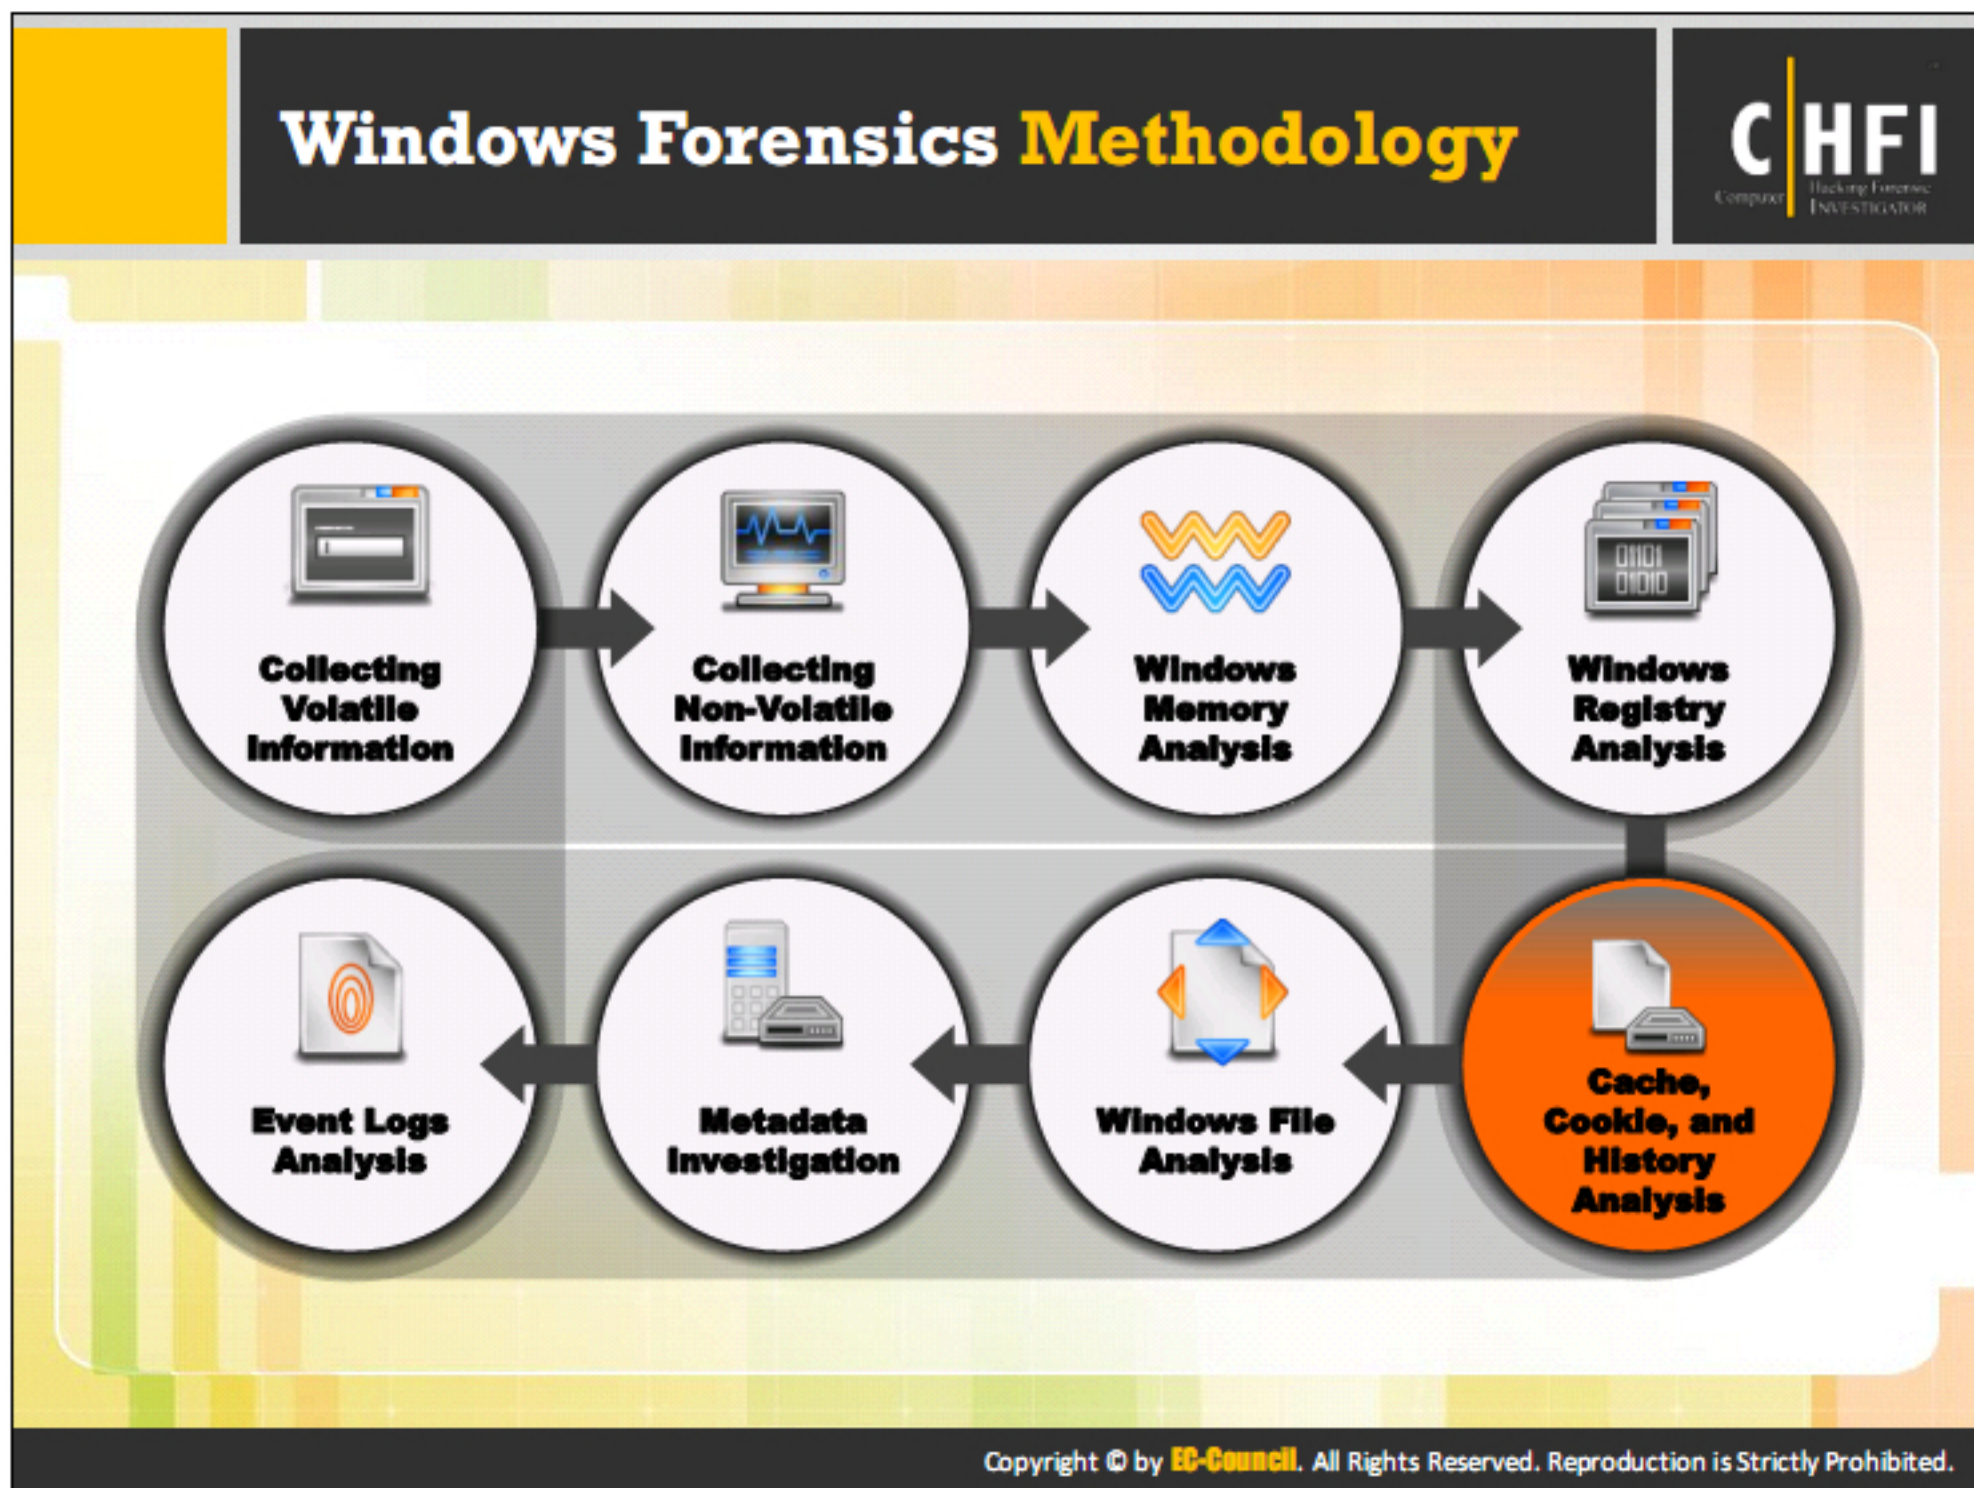 Windows Forensics Methodology
C HFI
Computer
Hacking Forensic
INVESTIGATOR
Collecting
Volatile
Information
Collecting
Non-Volatile
Information
Windows
Memory
Analysis
01101
01010
Windows
Registry
Analysis
Event Logs
Analysis
Metadata
Investigation
Windows File
Analysis
Cache,
Cookie, and
History
Analysis
Copyright © by EC-Council. All Rights Reserved. Reproduction is Strictly Prohibited.